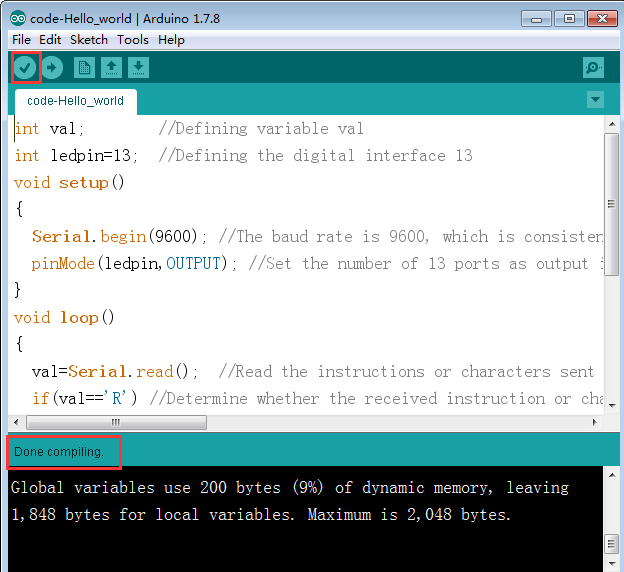 code-Hello_world | Arduino 1.7.8
File Edit Sketch Tools Help
code-Hello_world
int val; //Defining variable val
int ledpin=13; //Defining the digital interface 13
void setup()
{
Serial.begin(9600); //The baud rate is 9600, which is consisten
pinMode(ledpin,OUTPUT); //Set the number of 13 ports as output i
}
void loop()
{
val=Serial.read(); //Read the instructions or characters sent
if(val=='R') //Determine whether the received instruction or cha
Done compiling.
Global variables use 200 bytes (9%) of dynamic memory, leaving
1,848 bytes for local variables. Maximum is 2,048 bytes.